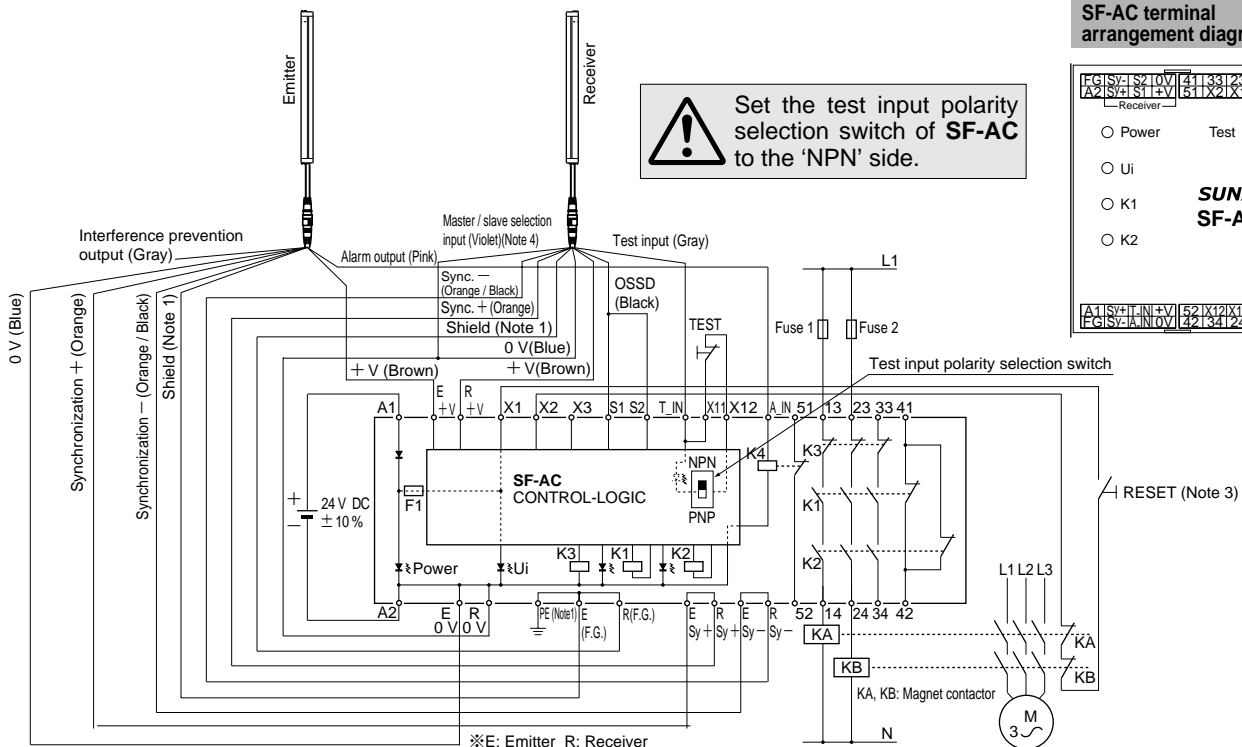 SF-AC terminal
arrangement
FG Sy- S2 0V 41 33
A2 Sy+ S1 +V 51 X2
Receiver
Power
Test
Ui
K1
K2
A1 Sy+ T_IN +V 52 X12
FG Sy- A_IN 0V 42 34 24
Emitter
Receiver
Set the test input polarity
selection switch of SF-AC
to the ‘NPN’ side.
Interference prevention
output (Gray)
Master / slave selection
input (Violet)(Note 4)
Test input (Gray)
Alarm output (Pink)
Sync. －
(Orange / Black)
Sync. ＋ (Orange)
Shield (Note 1)
0 V (Blue)
＋ V (Brown)
OSSD
(Black)
TEST
L1
Fuse 1
Fuse 2
Test input polarity selection switch
0 V (Blue)
Synchronization ＋ (Orange)
Synchronization － (Orange / Black)
Shield (Note 1)
＋ V (Brown)
A1 E +V R +V X1 X2 X3 S1 S2 T_IN X11 X12 A_IN 51 13 23 33 41
SF-AC
CONTROL-LOGIC
NPN
PNP
F1
K4
K3
K1
K2
＋
－
24 V DC
±10 %
Power
Ui
K3
K1
K2
RESET (Note 3)
A2 E 0 V R 0 V PE (Note1) E (F.G.) R(F.G.) E Sy+ R Sy+ E Sy− R Sy− 52 14 24 34 42
L1 L2 L3
KA
KB
KA
KB
KA, KB: Magnet contactor
M
3
N
※E: Emitter R: Receiver